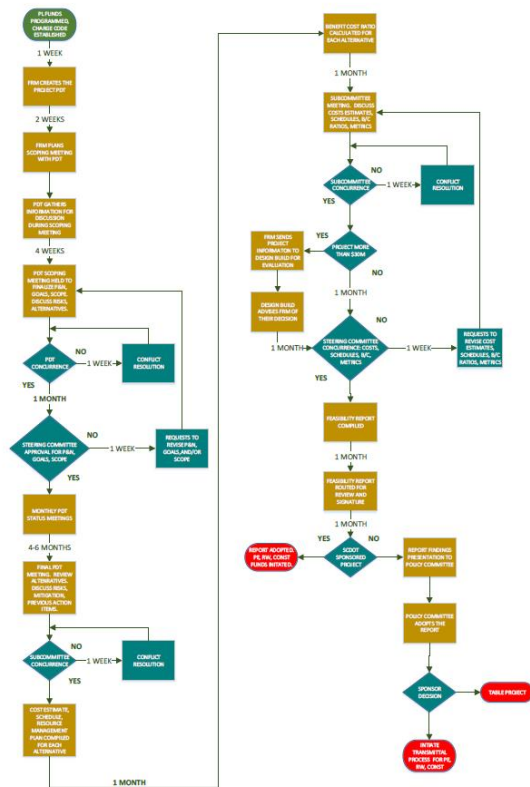 PL FUNDS
PROGRAMMED,
CHARGE CODE
ESTABLISHED
1 WEEK
FRM CREATES THE
PROJECT PDT
2 WEEKS
FRM PLANS
SCOPING MEETING
WITH PDT
PDT GATHERS
INFORMATION FOR
DISCUSSION
DURING SCOPING
MEETING
4 WEEKS
PDT SCOPING
MEETING HELD TO
FINALIZE P&N,
GOALS, SCOPE,
DISCUSS RISKS,
ALTERNATIVES.
PDT
CONCURRENCE
NO
1 WEEK
CONFLICT
RESOLUTION
YES
1 MONTH
STEERING COMMITTEE
APPROVAL FOR P&N,
GOALS, SCOPE
NO
1 WEEK
REQUESTS TO
REVISE P&N,
GOALS,AND/OR
SCOPE
YES
MONTHLY PDT
STATUS MEETINGS
4-6 MONTHS
FINAL PDT
MEETING. REVIEW
ALTERNATIVES.
DISCUSS RISKS,
MITIGATION,
PREVIOUS ACTION
ITEMS.
SUBCOMMITTEE
CONCURRENCE
NO
1 WEEK
CONFLICT
RESOLUTION
YES
COST ESTIMATE,
SCHEDULE,
RESOURCE
MANAGEMENT
PLAN COMPILED
FOR EACH
ALTERNATIVE
1 MONTH
BENEFIT COST RATIO
CALCULATED FOR
EACH ALTERNATIVE
1 MONTH
SUBCOMMITTEE
MEETING. DISCUSS
COSTS ESTIMATES,
SCHEDULES, B/C
RATIOS, METRICS
SUBCOMMITTEE
CONCURRENCE
NO
1 WEEK
CONFLICT
RESOLUTION
YES
PROJECT MORE
THAN $30M
YES
FRM SENDS
PROJECT
INFORMATION TO
DESIGN BUILD FOR
EVALUATION
NO
DESIGN BUILD
ADVISES FRM OF
THEIR DECISION
1 MONTH
1 MONTH
STEERING COMMITTEE
CONCURRENCE: COSTS,
SCHEDULES, B/C,
METRICS
NO
1 WEEK
REQUESTS TO
REVISE COST
ESTIMATES,
SCHEDULES, B/C
RATIOS, METRICS
YES
FEASIBILITY REPORT
COMPILED
1 MONTH
FEASIBILITY REPORT
ROUTED FOR
REVIEW AND
SIGNATURE
1 MONTH
SCDOT
SPONSORED
PROJECT
YES
REPORT ADOPTED.
PE, RW, CONST
FUNDS INITATED.
NO
REPORT FINDINGS
PRESENTATION TO
POLICY COMMITTEE
POLICY COMMITTEE
ADOPTS THE
REPORT
SPONSOR
DECISION
TABLE PROJECT
INITIATE
TRANSMITTAL
PROCESS FOR PE,
RW, CONST